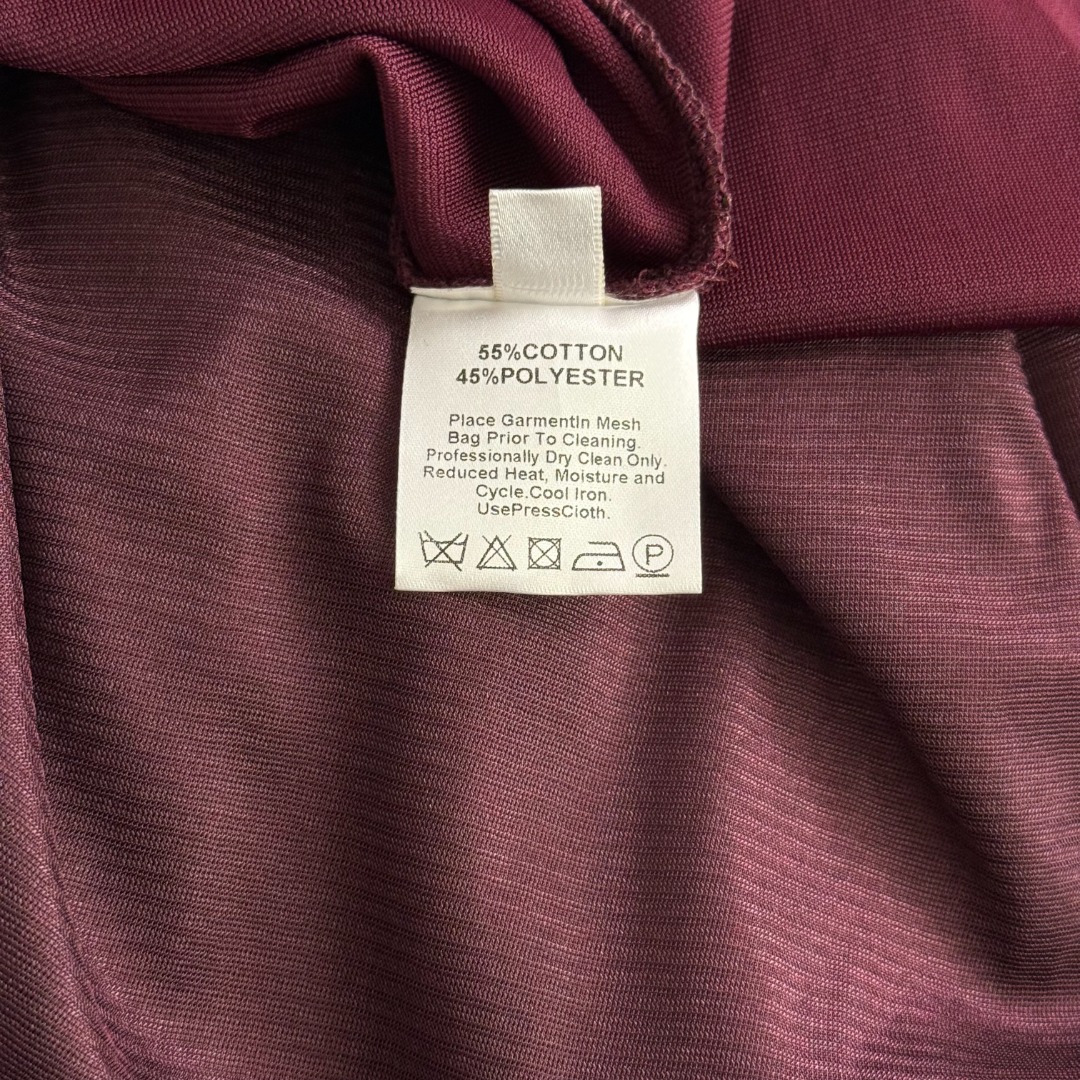 55%COTTON
45%POLYESTER
Place GarmentIn Mesh
Bag Prior To Cleaning.
Professionally Dry Clean Only.
Reduced Heat, Moisture and
Cycle.Cool Iron.
UsePressCloth.
P